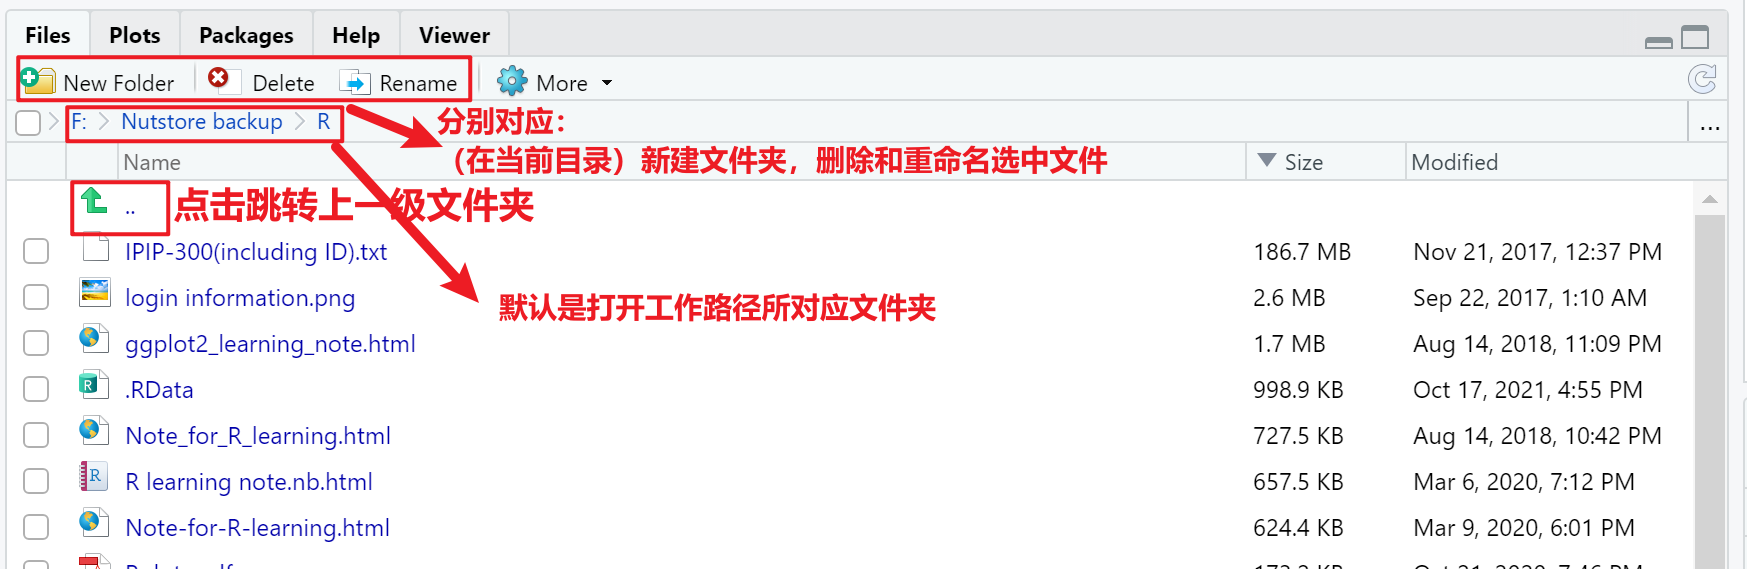 Files Plots Packages Help Viewer
New Folder Delete Rename More
F: Nutstore backup R ...
分别对应：
（在当前目录）新建文件夹，删除和重命名选中文件
Name Size Modified
.. 点击跳转上一级文件夹
IPIP-300(including ID).txt 186.7 MB Nov 21, 2017, 12:37 PM
login information.png 2.6 MB Sep 22, 2017, 1:10 AM
默认是打开工作路径所对应文件夹
ggplot2_learning_note.html 1.7 MB Aug 14, 2018, 11:09 PM
.RData 998.9 KB Oct 17, 2021, 4:55 PM
Note_for_R_learning.html 727.5 KB Aug 14, 2018, 10:42 PM
R learning note.nb.html 657.5 KB Mar 6, 2020, 7:12 PM
Note-for-R-learning.html 624.4 KB Mar 9, 2020, 6:01 PM